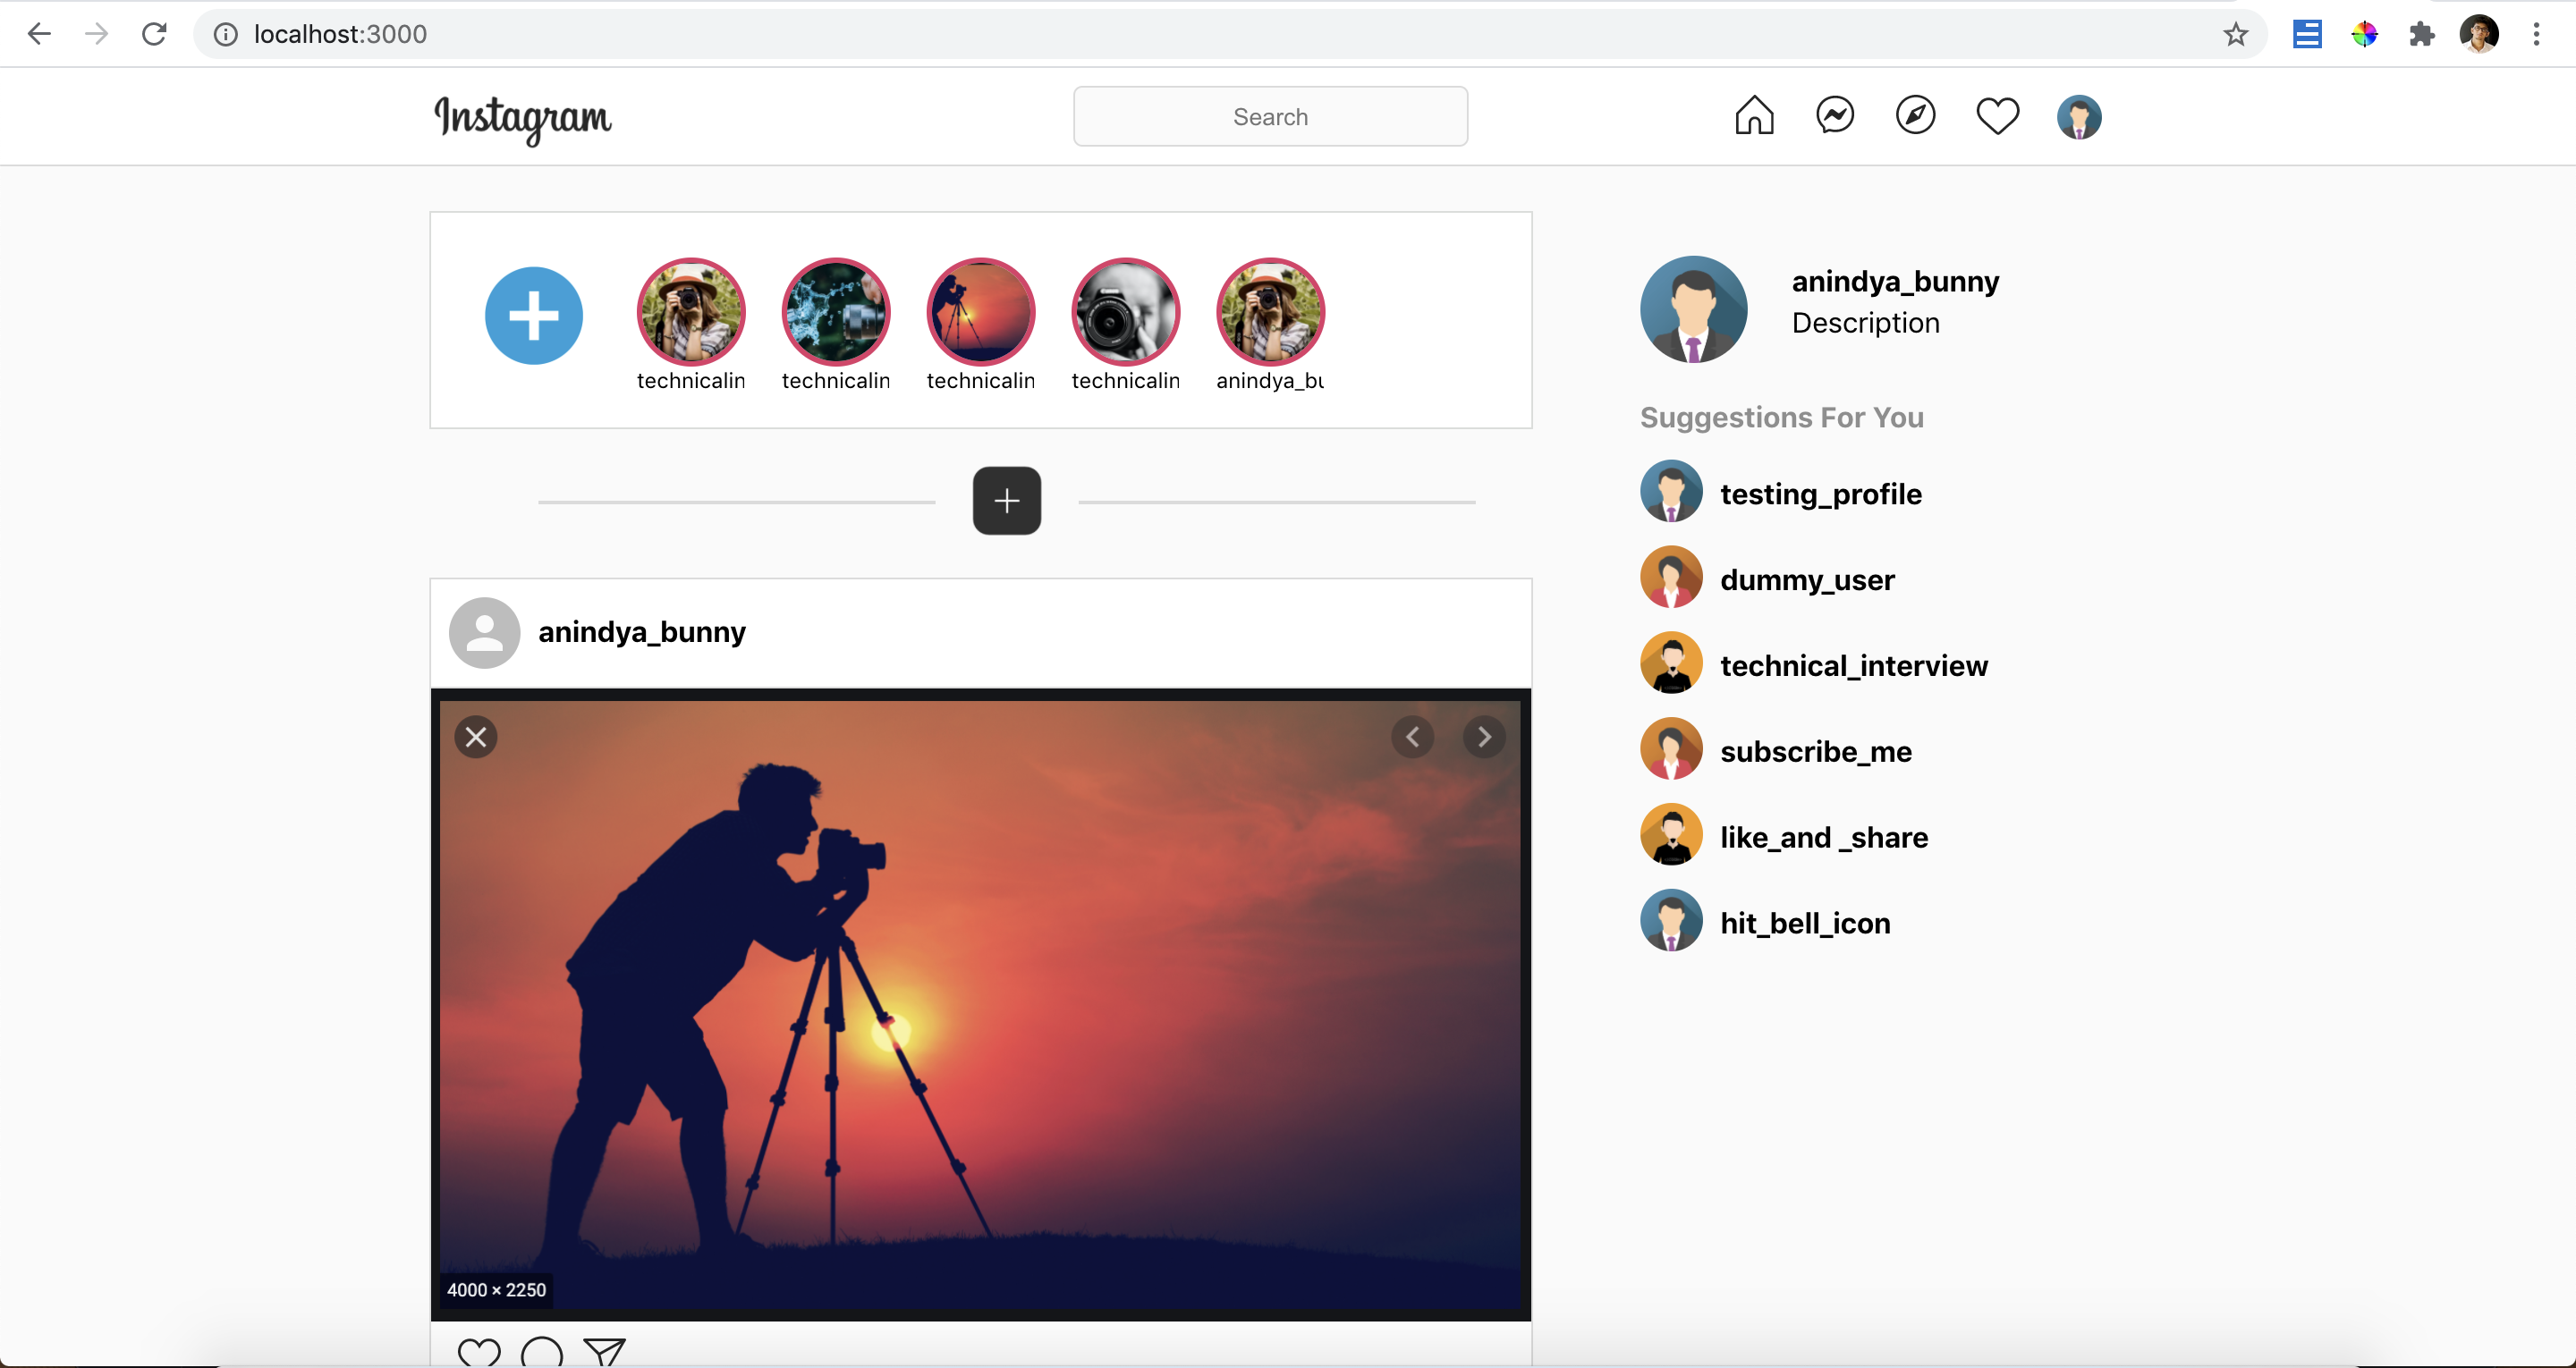 localhost:3000
Instagram
Search
technicalin
technicalin
technicalin
technicalin
anindya_bu
anindya_bunny
Description
Suggestions For You
testing_profile
dummy_user
technical_interview
subscribe_me
like_and _share
hit_bell_icon
anindya_bunny
4000 × 2250